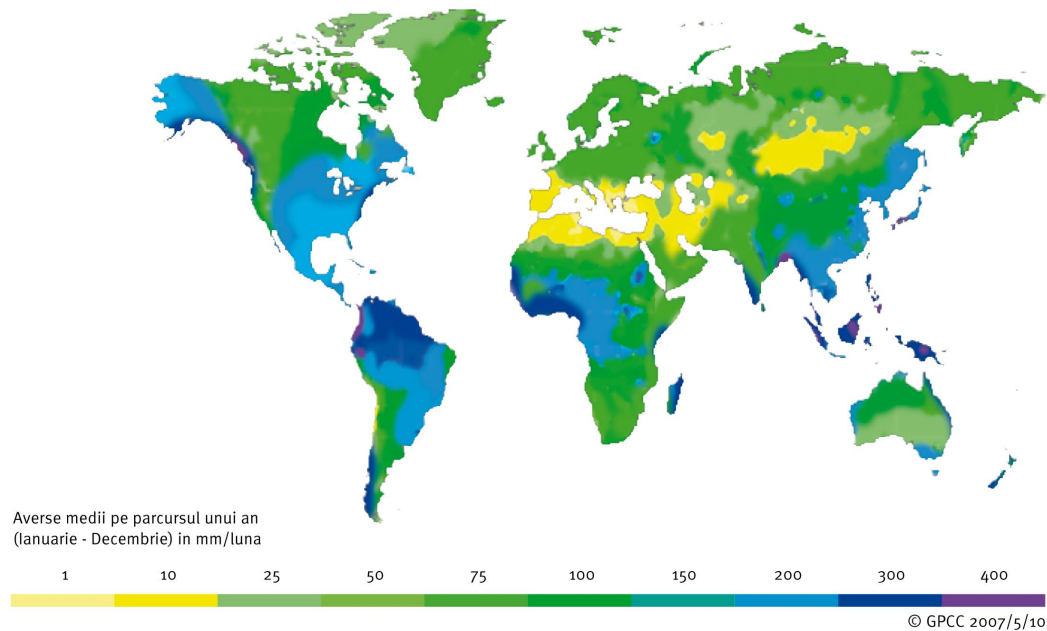 Averse medii pe parcursul unui an
(Ianuarie - Decembrie) in mm/luna
1 10 25 50 75 100 150 200 300 400
© GPCC 2007/5/10